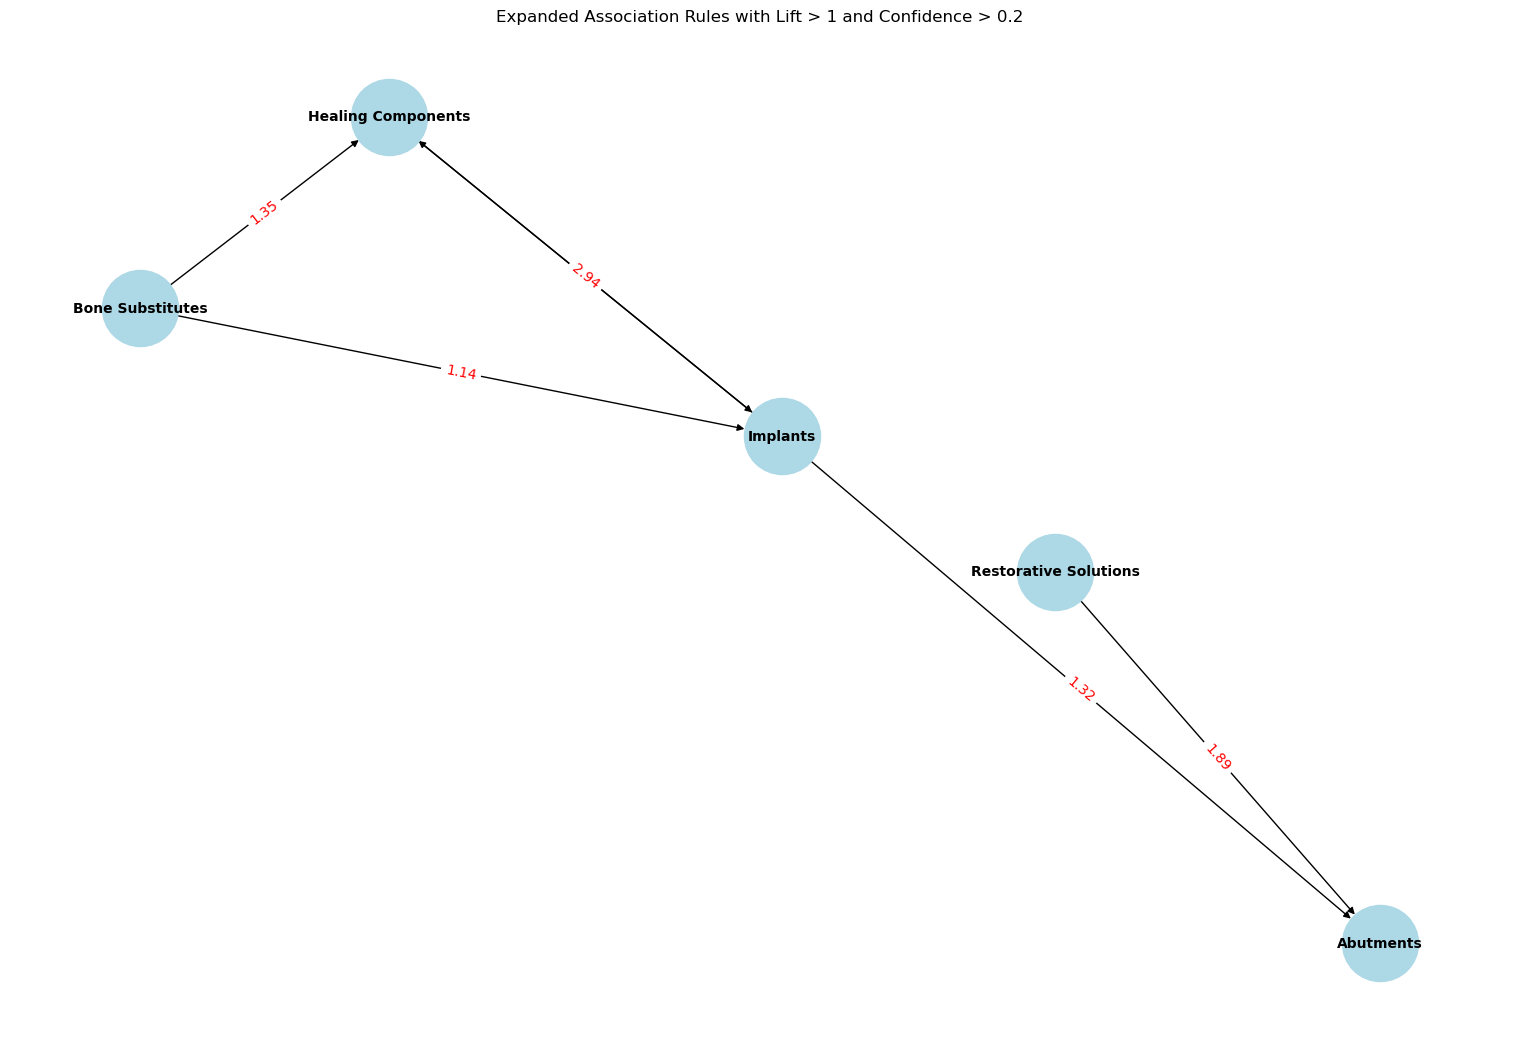 Expanded Association Rules with Lift > 1 and Confidence > 0.2
Healing Components
1.35
2.94
Bone Substitutes
1.14
Implants
Restorative Solutions
1.32
1.89
Abutments